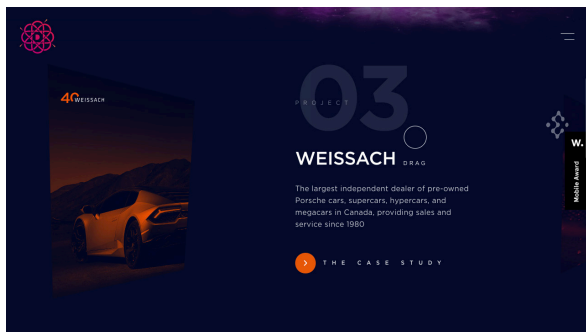 40 WEISSACH
03
PROJECT
WEISSACH DRAG
The largest independent dealer of pre-owned
Porsche cars, supercars, hypercars, and
megacars in Canada, providing sales and
service since 1980
THE CASE STUDY
W.
Mobile Award